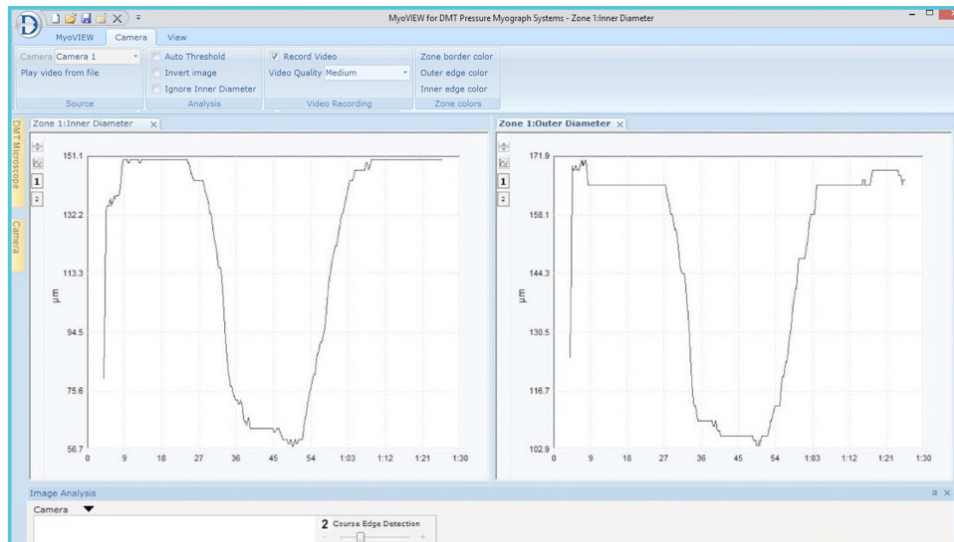 MyoVIEW for DMT Pressure Myograph Systems - Zone 1:Inner Diameter
MyoVIEW Camera View
Camera Camera 1
Play video from file
Source
Auto Threshold
Invert image
Ignore Inner Diameter
Analysis
Record Video
Video Quality Medium
Video Recording
Zone border color
Outer edge color
Inner edge color
Zone colors
DMT Microscope
Camera
Zone 1:Inner Diameter
1
2
151.1
132.2
113.3
94.5
75.6
56.7
µm
0 9 18 27 36 45 54 1:03 1:12 1:21 1:30
Zone 1:Outer Diameter
1
2
171.9
158.1
144.3
130.5
116.7
102.9
µm
0 9 18 27 36 45 54 1:03 1:12 1:21 1:30
Image Analysis
Camera
2 Course Edge Detection
- +